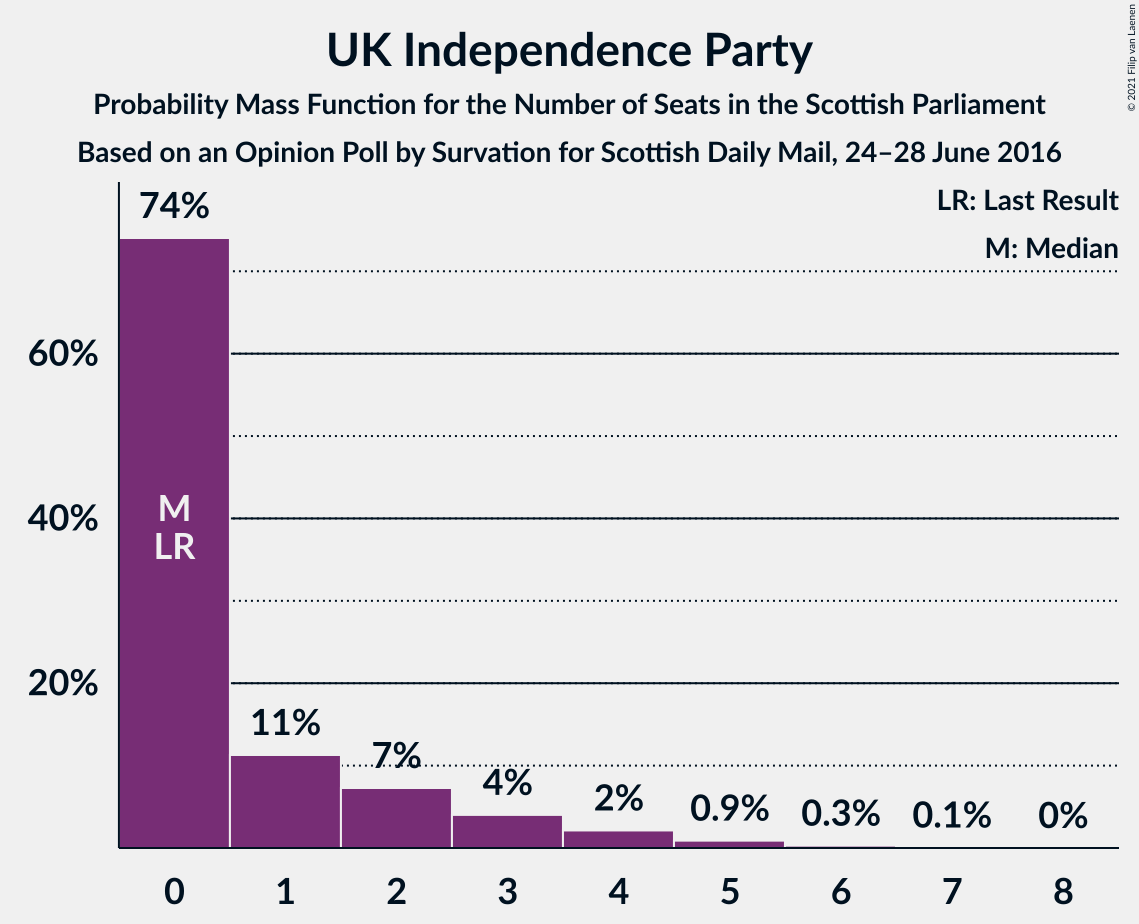 UK Independence Party
Probability Mass Function for the Number of Seats in the Scottish Parliament
Based on an Opinion Poll by Survation for Scottish Daily Mail, 24–28 June 2016
© 2021 Filip van Laenen
LR: Last Result
M: Median
74%
60%
40%
20%
M
LR
11%
7%
4%
2%
0.9%
0.3%
0.1%
0%
0 1 2 3 4 5 6 7 8